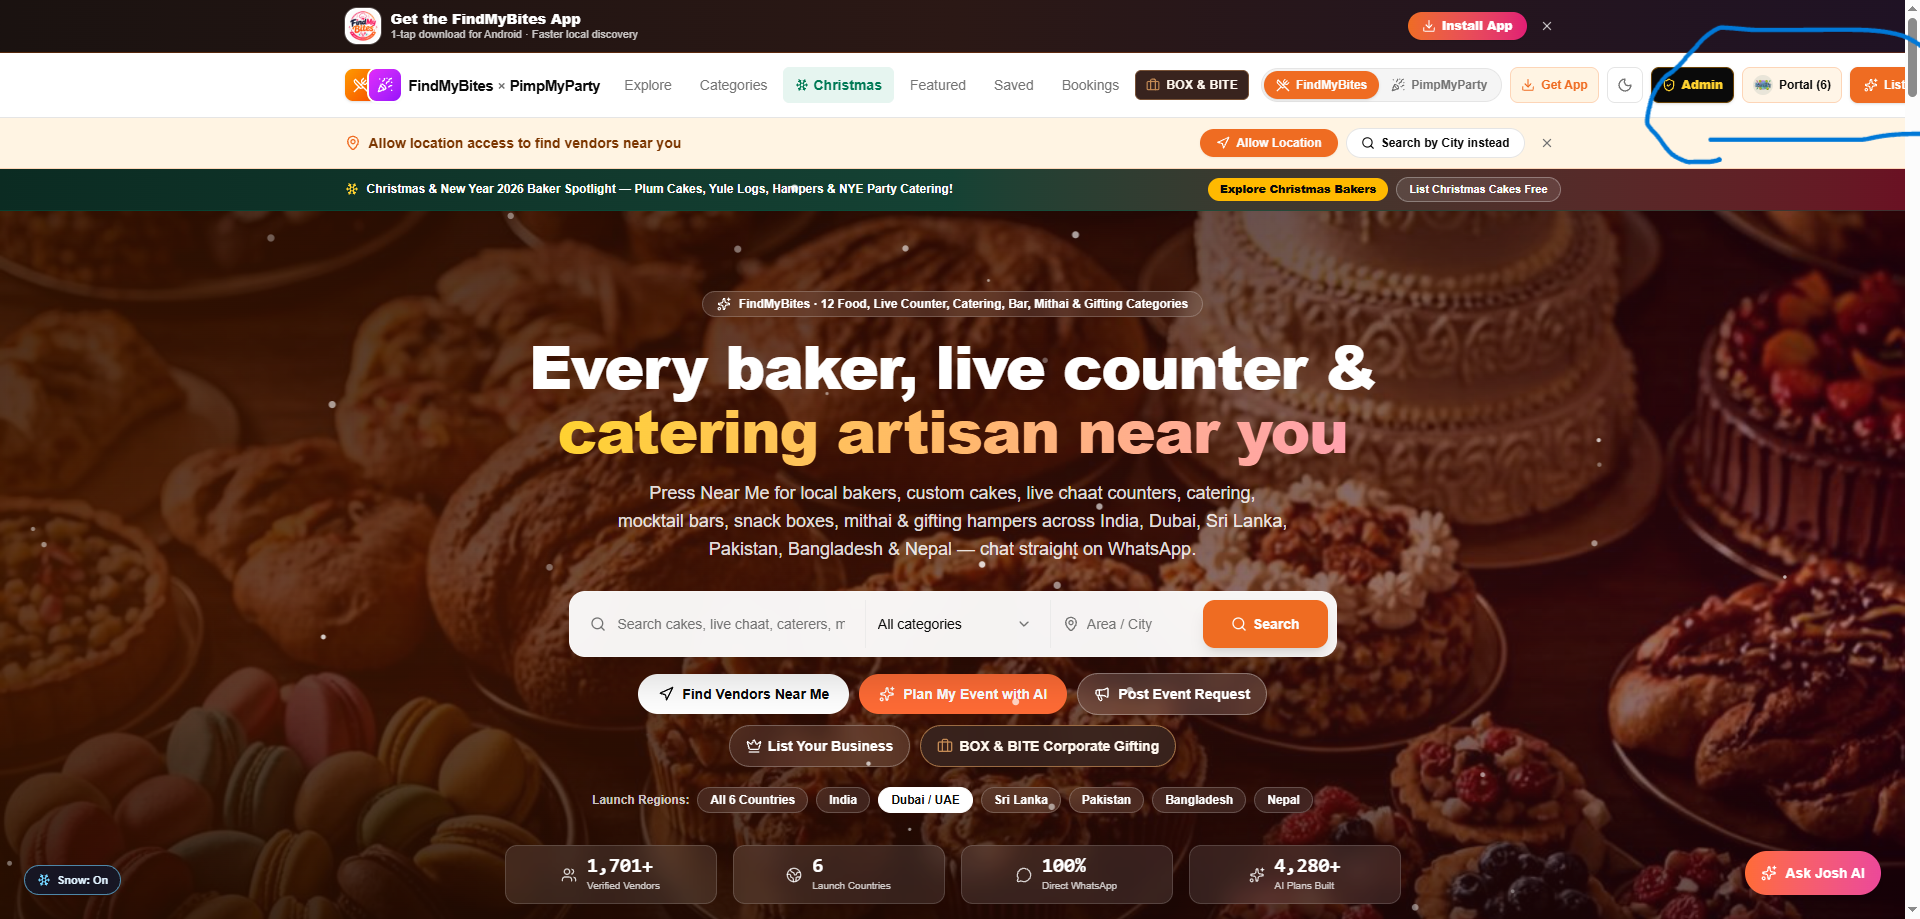 Get the FindMyBites App
1-tap download for Android · Faster local discovery
Install App
FindMyBites × PimpMyParty
Explore
Categories
Christmas
Featured
Saved
Bookings
BOX & BITE
FindMyBites
PimpMyParty
Get App
Admin
Portal (6)
List
Allow location access to find vendors near you
Allow Location
Search by City instead
Christmas & New Year 2026 Baker Spotlight — Plum Cakes, Yule Logs, Hampers & NYE Party Catering!
Explore Christmas Bakers
List Christmas Cakes Free
FindMyBites · 12 Food, Live Counter, Catering, Bar, Mithai & Gifting Categories
Every baker, live counter &
catering artisan near you
Press Near Me for local bakers, custom cakes, live chaat counters, catering,
mocktail bars, snack boxes, mithai & gifting hampers across India, Dubai, Sri Lanka,
Pakistan, Bangladesh & Nepal — chat straight on WhatsApp.
Search cakes, live chaat, caterers, m
All categories
Area / City
Search
Find Vendors Near Me
Plan My Event with AI
Post Event Request
List Your Business
BOX & BITE Corporate Gifting
Launch Regions:
All 6 Countries
India
Dubai / UAE
Sri Lanka
Pakistan
Bangladesh
Nepal
1,701+
Verified Vendors
6
Launch Countries
100%
Direct WhatsApp
4,280+
AI Plans Built
Snow: On
Ask Josh AI